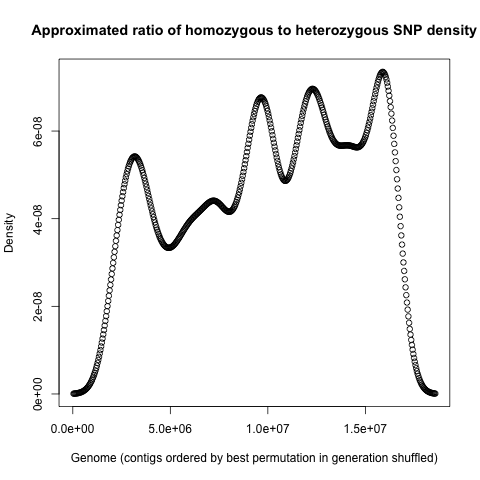 Approximated ratio of homozygous to heterozygous SNP density
Density
6e-08
4e-08
2e-08
0e+00
0.0e+00 5.0e+06 1.0e+07 1.5e+07
Genome (contigs ordered by best permutation in generation shuffled)